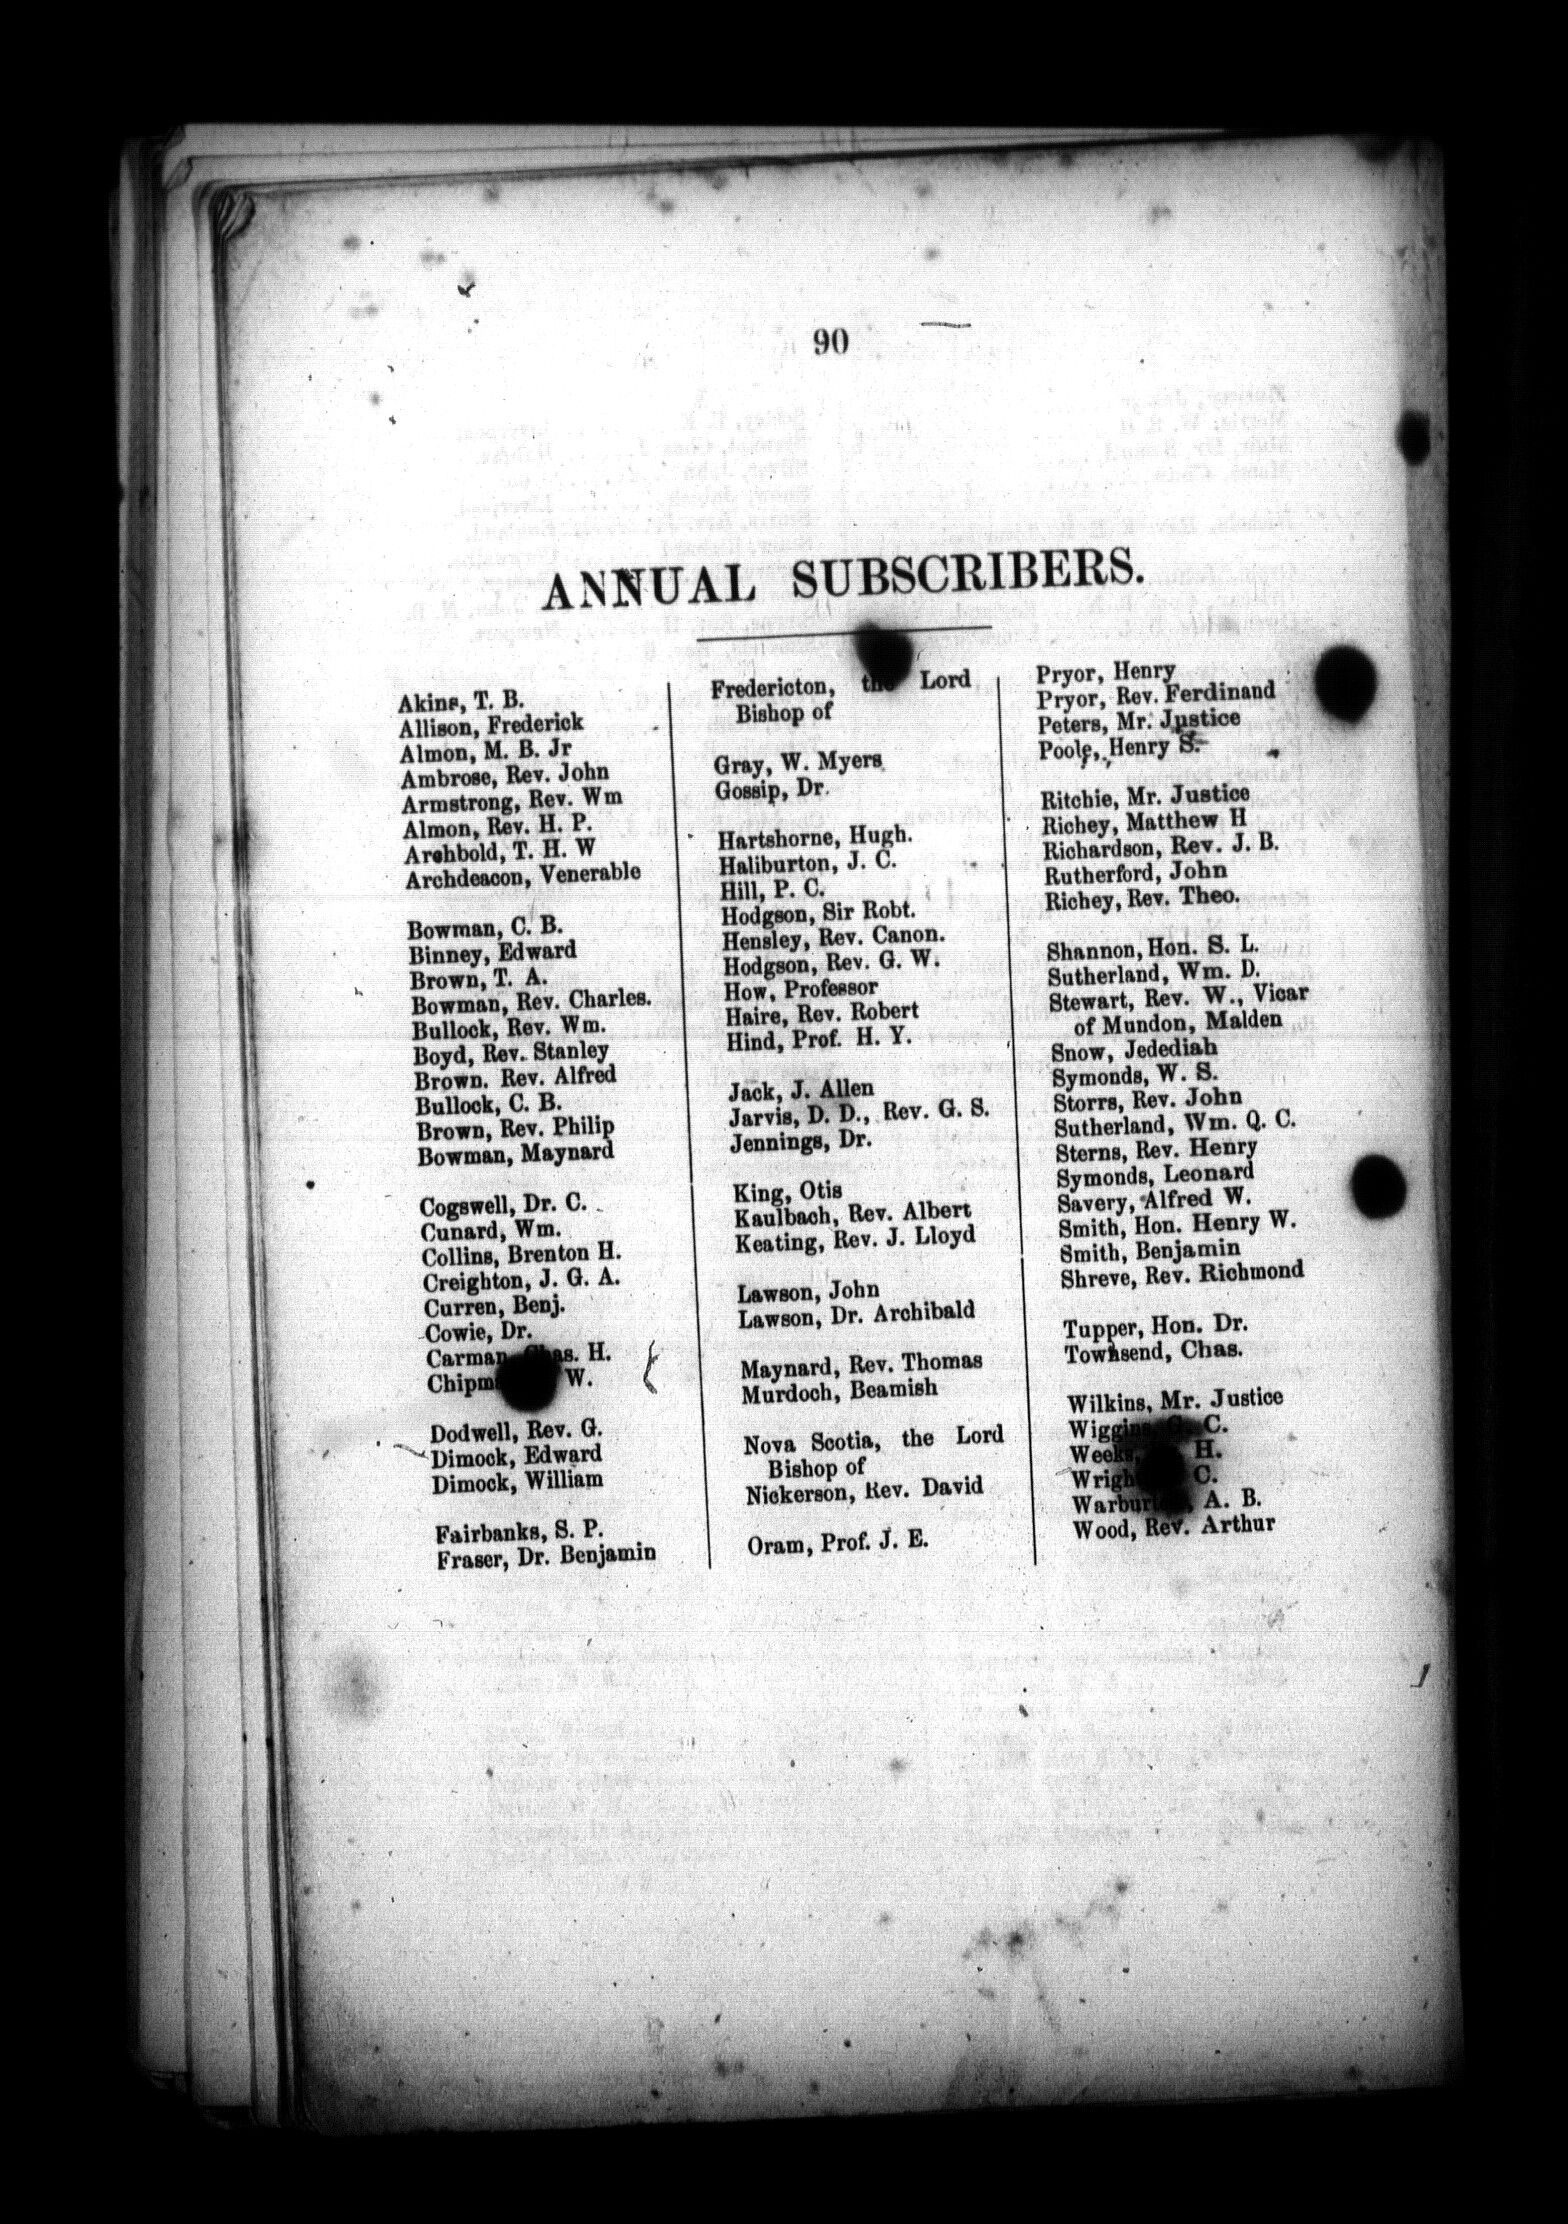 90
ANNUAL SUBSCRIBERS.
Akins, T. B.
Allison, Frederick
Almon, M. B. Jr
Ambrose, Rev. John
Armstrong, Rev. Wm
Almon, Rev. H. P.
Archbold, T. H. W
Archdeacon, Venerable
Bowman, C. B.
Binney, Edward
Brown, T. A.
Bowman, Rev. Charles.
Bullock, Rev. Wm.
Boyd, Rev. Stanley
Brown. Rev. Alfred
Bullock, C. B.
Brown, Rev. Philip
Bowman, Maynard
Cogswell, Dr. C.
Cunard, Wm.
Collins, Brenton H.
Creighton, J. G. A.
Curren, Benj.
Cowie, Dr.
Carman, Chas. H.
W.
Dodwell, Rev. G.
Dimock, Edward
Dimock, William
Fairbanks, S. P.
Fraser, Dr. Benjamin
Fredericton, the Lord
Bishop of
Gray, W. Myers
Gossip, Dr.
Hartshorne, Hugh.
Haliburton, J. C.
Hill, P. C.
Hodgson, Sir Robt.
Hensley, Rev. Canon.
Hodgson, Rev. G. W.
How, Professor
Haire, Rev. Robert
Hind, Prof. H. Y.
Jack, J. Allen
Jarvis, D. D., Rev. G. S.
Jennings, Dr.
King, Otis
Kaulbach, Rev. Albert
Keating, Rev. J. Lloyd
Lawson, John
Lawson, Dr. Archibald
Maynard, Rev. Thomas
Murdoch, Beamish
Nova Scotia, the Lord
Bishop of
Nickerson, Rev. David
Oram, Prof. J. E.
Pryor, Henry
Pryor, Rev. Ferdinand
Peters, Mr. Justice
Poole, Henry S.
Ritchie, Mr. Justice
Richey, Matthew H
Richardson, Rev. J. B.
Rutherford, John
Richey, Rev. Theo.
Shannon, Hon. S. L.
Sutherland, Wm. D.
Stewart, Rev. W., Vicar
of Mundon, Malden
Snow, Jedediah
Symonds, W. S.
Storrs, Rev. John
Sutherland, Wm. Q. C.
Sterns, Rev. Henry
Symonds, Leonard
Savery, Alfred W.
Smith, Hon. Henry W.
Smith, Benjamin
Shreve, Rev. Richmond
Tupper, Hon. Dr.
Townsend, Chas.
Wilkins, Mr. Justice
Wiggins, G. C.
Weeks, H.
C.
Warburton, A. B.
Wood, Rev. Arthur